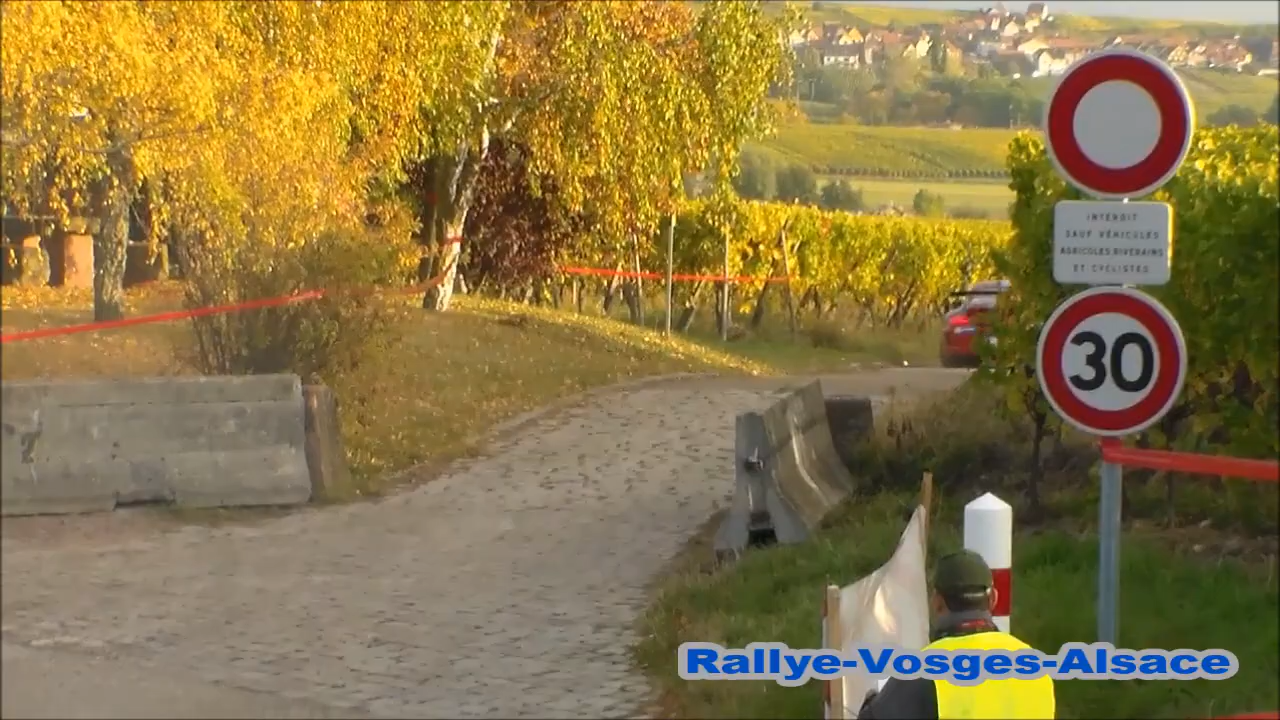 INTERDIT
SAUF VÉHICULES
AGRICOLES RIVERAINS
ET CYCLISTES
30
Rallye-Vosges-Alsace